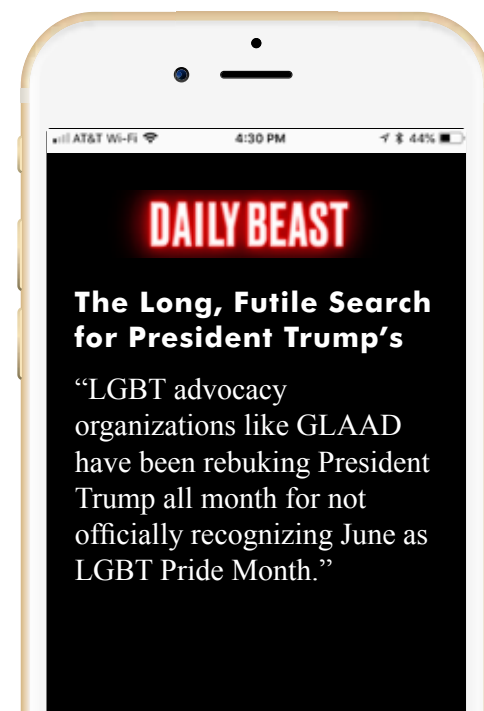 AT&T Wi-Fi 4:30 PM 44%
DAILY BEAST
The Long, Futile Search
for President Trump’s
“LGBT advocacy
organizations like GLAAD
have been rebuking President
Trump all month for not
officially recognizing June as
LGBT Pride Month.”